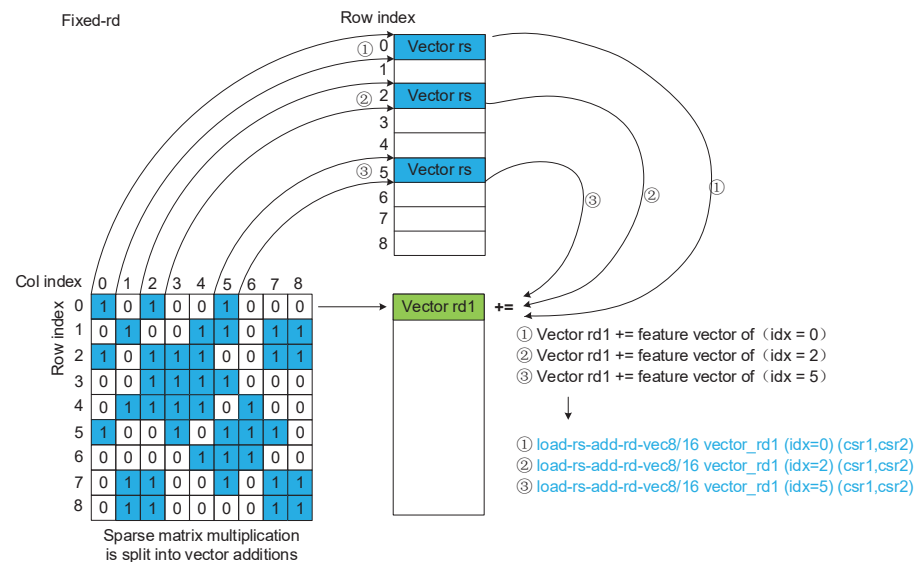 Fixed-rd
Row index
① 0 Vector rs
1
② 2 Vector rs
3
4
③ 5 Vector rs
6
7
8
①
②
③
Col index 0 1 2 3 4 5 6 7 8
Row index
0 1 0 1 0 0 1 0 0 0
1 0 1 0 0 1 1 0 1 1
2 1 0 1 1 1 0 0 1 1
3 0 0 1 1 1 1 0 0 0
4 0 1 1 1 1 0 1 0 0
5 1 0 0 1 0 1 1 1 0
6 0 0 0 0 1 1 1 0 0
7 0 1 1 0 0 1 0 1 1
8 0 1 1 0 0 0 0 1 1
Sparse matrix multiplication
is split into vector additions
Vector rd1 +=
① Vector rd1 += feature vector of（idx = 0）
② Vector rd1 += feature vector of（idx = 2）
③ Vector rd1 += feature vector of（idx = 5）
① load-rs-add-rd-vec8/16 vector_rd1 (idx=0) (csr1,csr2)
② load-rs-add-rd-vec8/16 vector_rd1 (idx=2) (csr1,csr2)
③ load-rs-add-rd-vec8/16 vector_rd1 (idx=5) (csr1,csr2)